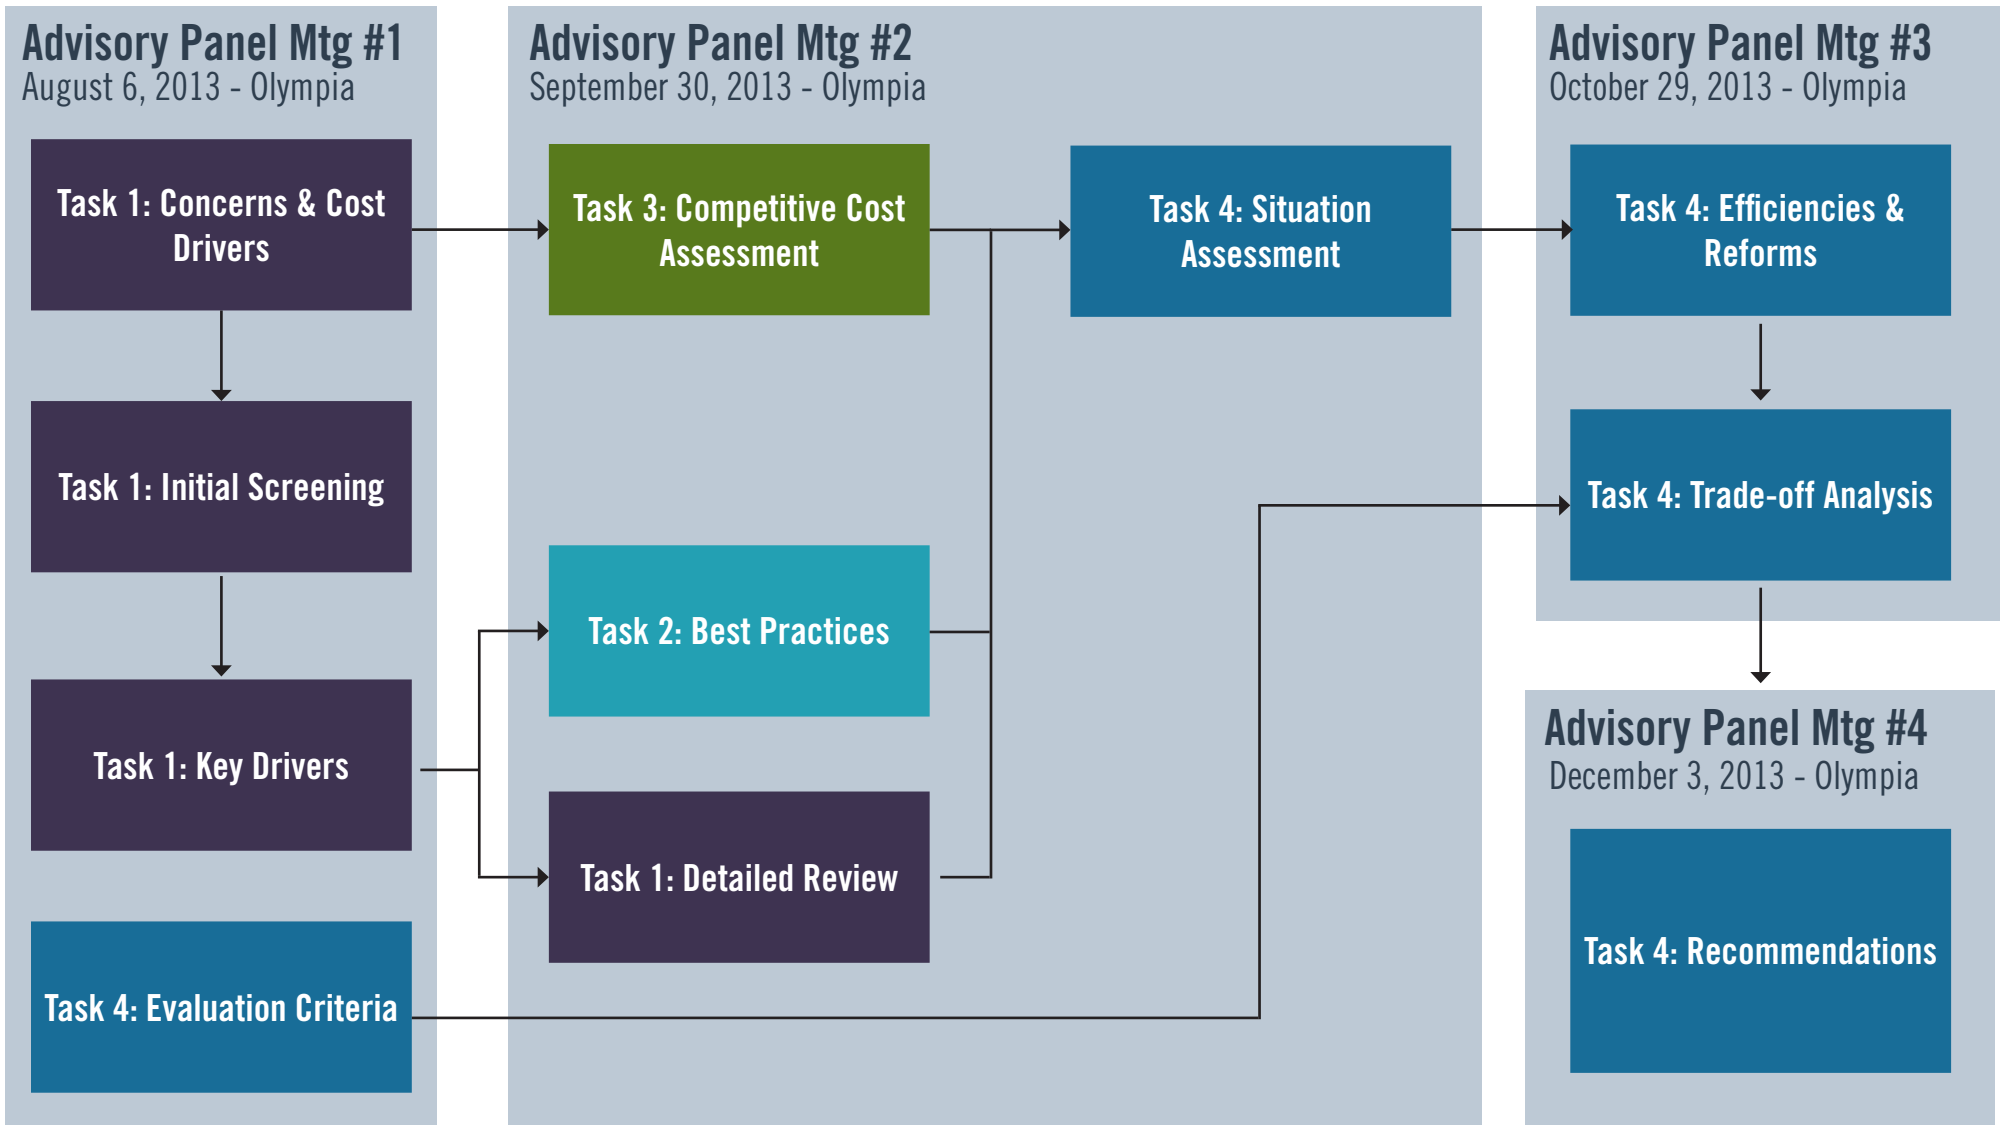 Advisory Panel Mtg #1
August 6, 2013 - Olympia
Task 1: Concerns & Cost
Drivers
Task 1: Initial Screening
Task 1: Key Drivers
Task 4: Evaluation Criteria
Advisory Panel Mtg #2
September 30, 2013 - Olympia
Task 3: Competitive Cost
Assessment
Task 2: Best Practices
Task 1: Detailed Review
Task 4: Situation
Assessment
Advisory Panel Mtg #3
October 29, 2013 - Olympia
Task 4: Efficiencies &
Reforms
Task 4: Trade-off Analysis
Advisory Panel Mtg #4
December 3, 2013 - Olympia
Task 4: Recommendations